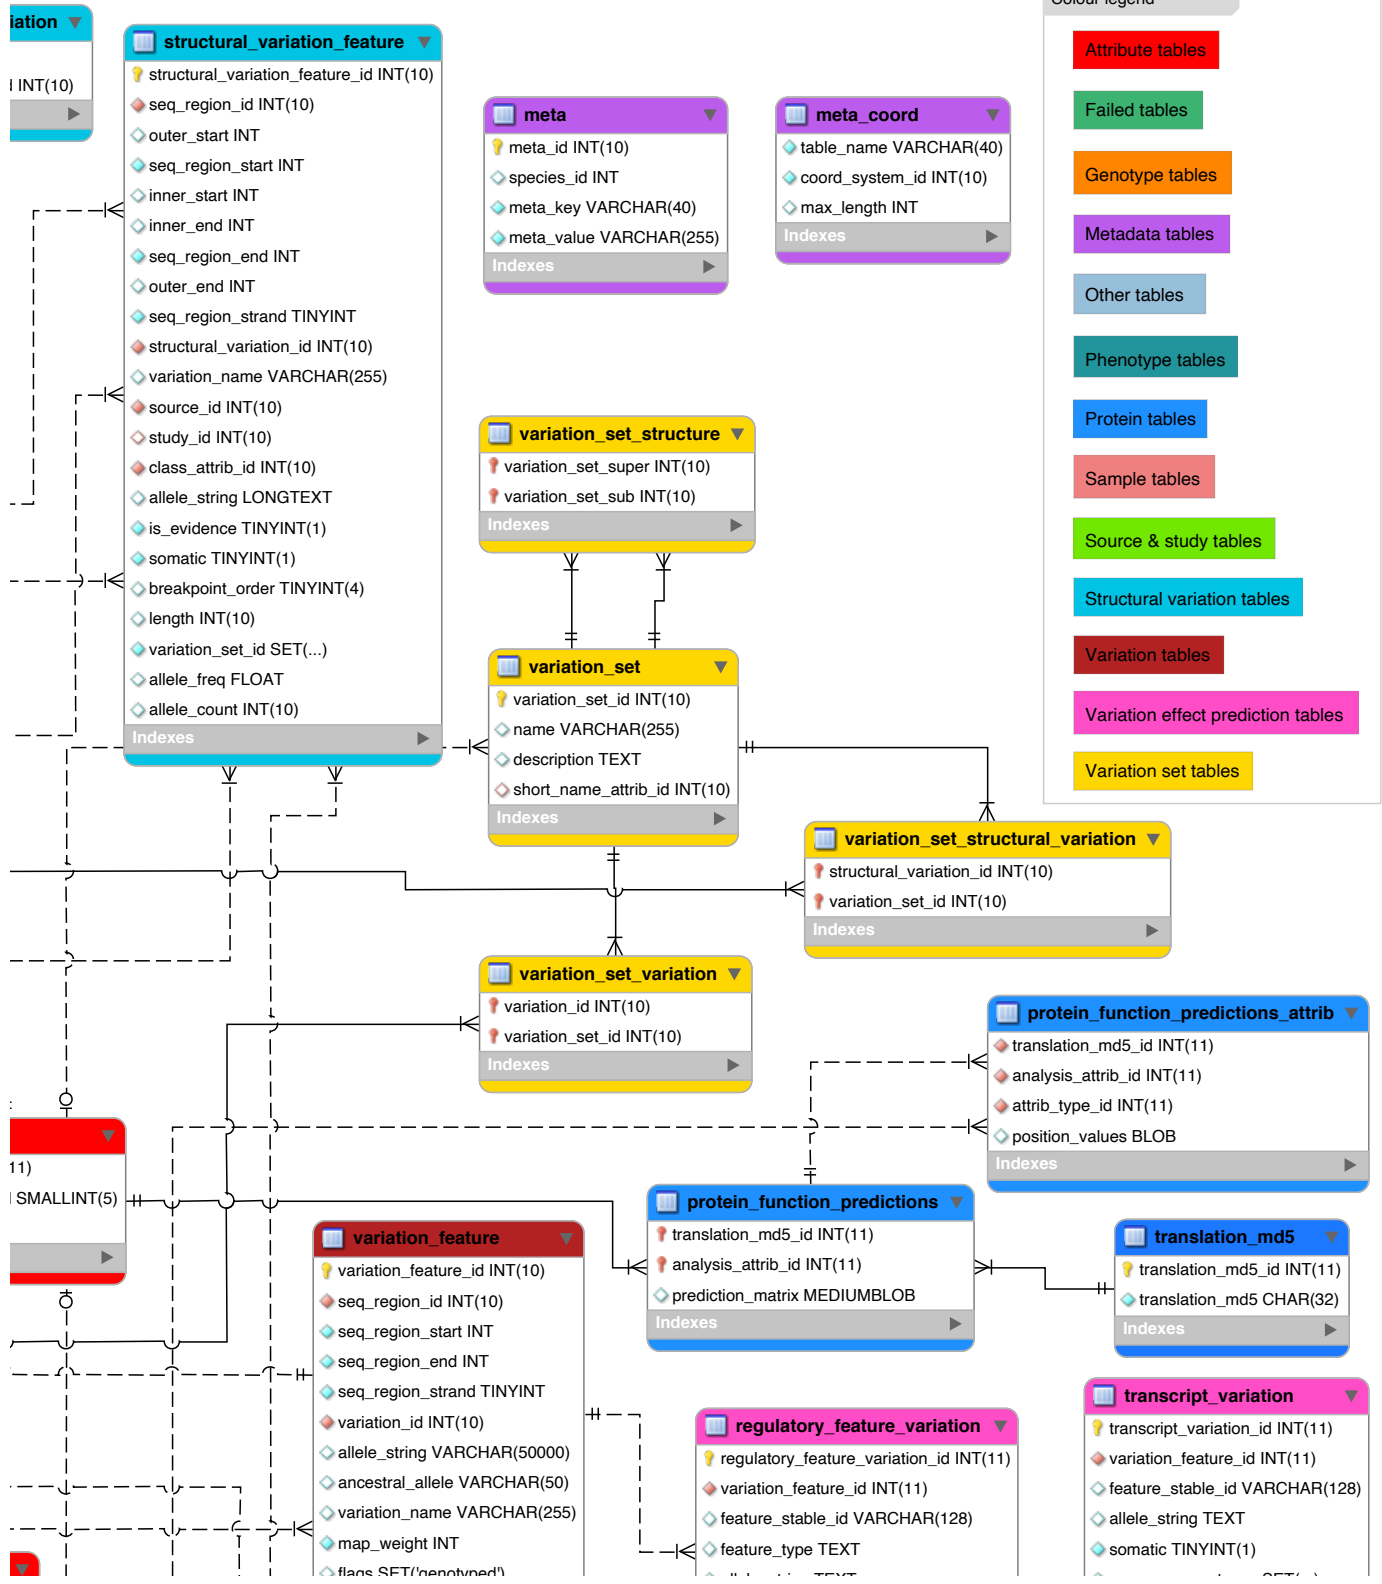 iation
INT(10)
structural_variation_feature
structural_variation_feature_id INT(10)
seq_region_id INT(10)
outer_start INT
seq_region_start INT
inner_start INT
inner_end INT
seq_region_end INT
outer_end INT
seq_region_strand TINYINT
structural_variation_id INT(10)
variation_name VARCHAR(255)
source_id INT(10)
study_id INT(10)
class_attrib_id INT(10)
allele_string LONGTEXT
is_evidence TINYINT(1)
somatic TINYINT(1)
breakpoint_order TINYINT(4)
length INT(10)
variation_set_id SET(...)
allele_freq FLOAT
allele_count INT(10)
Indexes
meta
meta_id INT(10)
species_id INT
meta_key VARCHAR(40)
meta_value VARCHAR(255)
Indexes
meta_coord
table_name VARCHAR(40)
coord_system_id INT(10)
max_length INT
Indexes
Colour legend
Attribute tables
Failed tables
Genotype tables
Metadata tables
Other tables
Phenotype tables
Protein tables
Sample tables
Source & study tables
Structural variation tables
Variation tables
Variation effect prediction tables
Variation set tables
variation_set_structure
variation_set_super INT(10)
variation_set_sub INT(10)
Indexes
variation_set
variation_set_id INT(10)
name VARCHAR(255)
description TEXT
short_name_attrib_id INT(10)
Indexes
variation_set_structural_variation
structural_variation_id INT(10)
variation_set_id INT(10)
Indexes
variation_set_variation
variation_id INT(10)
variation_set_id INT(10)
Indexes
protein_function_predictions_attrib
translation_md5_id INT(11)
analysis_attrib_id INT(11)
attrib_type_id INT(11)
position_values BLOB
Indexes
11)
SMALLINT(5)
protein_function_predictions
translation_md5_id INT(11)
analysis_attrib_id INT(11)
prediction_matrix MEDIUMBLOB
Indexes
translation_md5
translation_md5_id INT(11)
translation_md5 CHAR(32)
Indexes
variation_feature
variation_feature_id INT(10)
seq_region_id INT(10)
seq_region_start INT
seq_region_end INT
seq_region_strand TINYINT
variation_id INT(10)
allele_string VARCHAR(50000)
ancestral_allele VARCHAR(50)
variation_name VARCHAR(255)
map_weight INT
flags SET('genotyped')
regulatory_feature_variation
regulatory_feature_variation_id INT(11)
variation_feature_id INT(11)
feature_stable_id VARCHAR(128)
feature_type TEXT
transcript_variation
transcript_variation_id INT(11)
variation_feature_id INT(11)
feature_stable_id VARCHAR(128)
allele_string TEXT
somatic TINYINT(1)